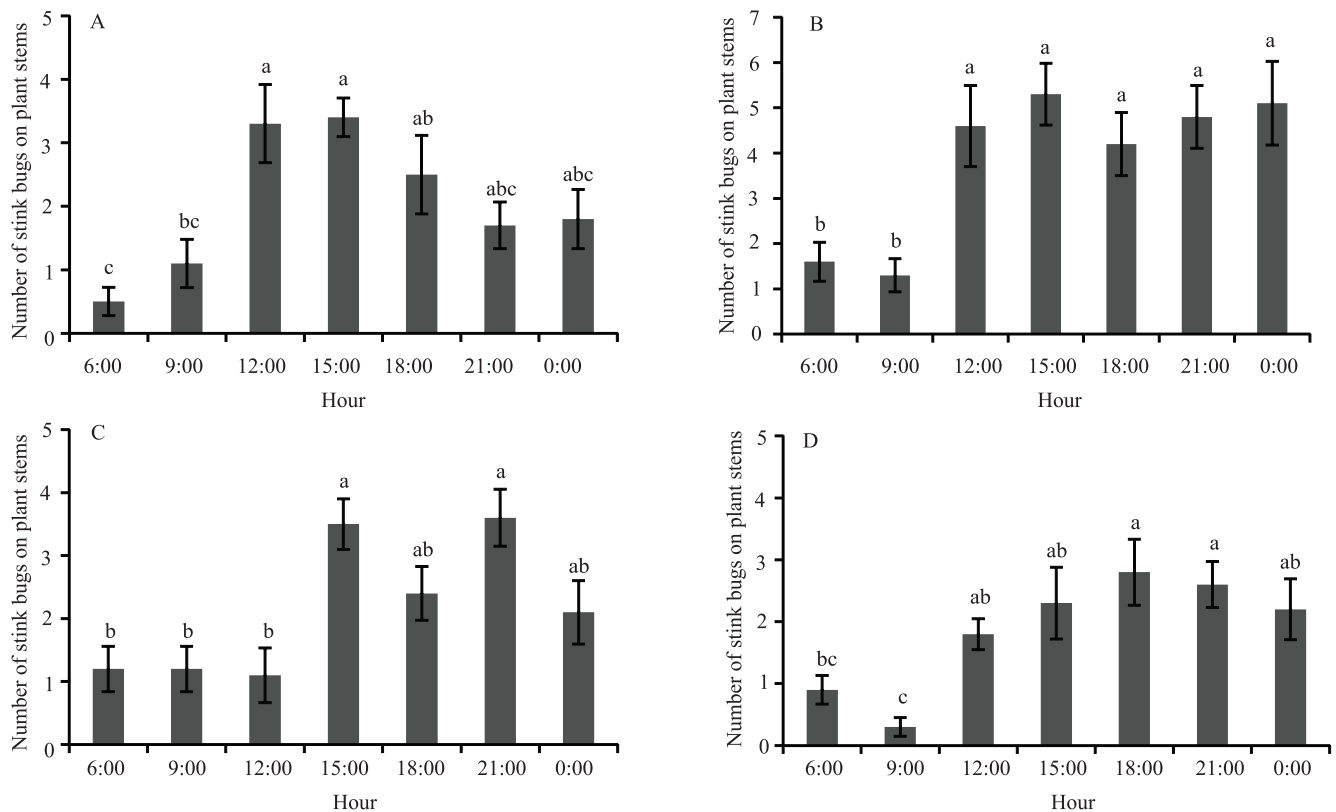 A
Number of stink bugs on plant stems
5
4
3
2
1
0
c
bc
a
a
ab
abc
abc
6:00 9:00 12:00 15:00 18:00 21:00 0:00
Hour
B
Number of stink bugs on plant stems
7
6
5
4
3
2
1
0
b
b
a
a
a
a
a
6:00 9:00 12:00 15:00 18:00 21:00 0:00
Hour
C
Number of stink bugs on plant stems
5
4
3
2
1
0
b
b
b
a
ab
a
ab
6:00 9:00 12:00 15:00 18:00 21:00 0:00
Hour
D
Number of stink bugs on plant stems
5
4
3
2
1
0
bc
c
ab
ab
a
a
ab
6:00 9:00 12:00 15:00 18:00 21:00 0:00
Hour